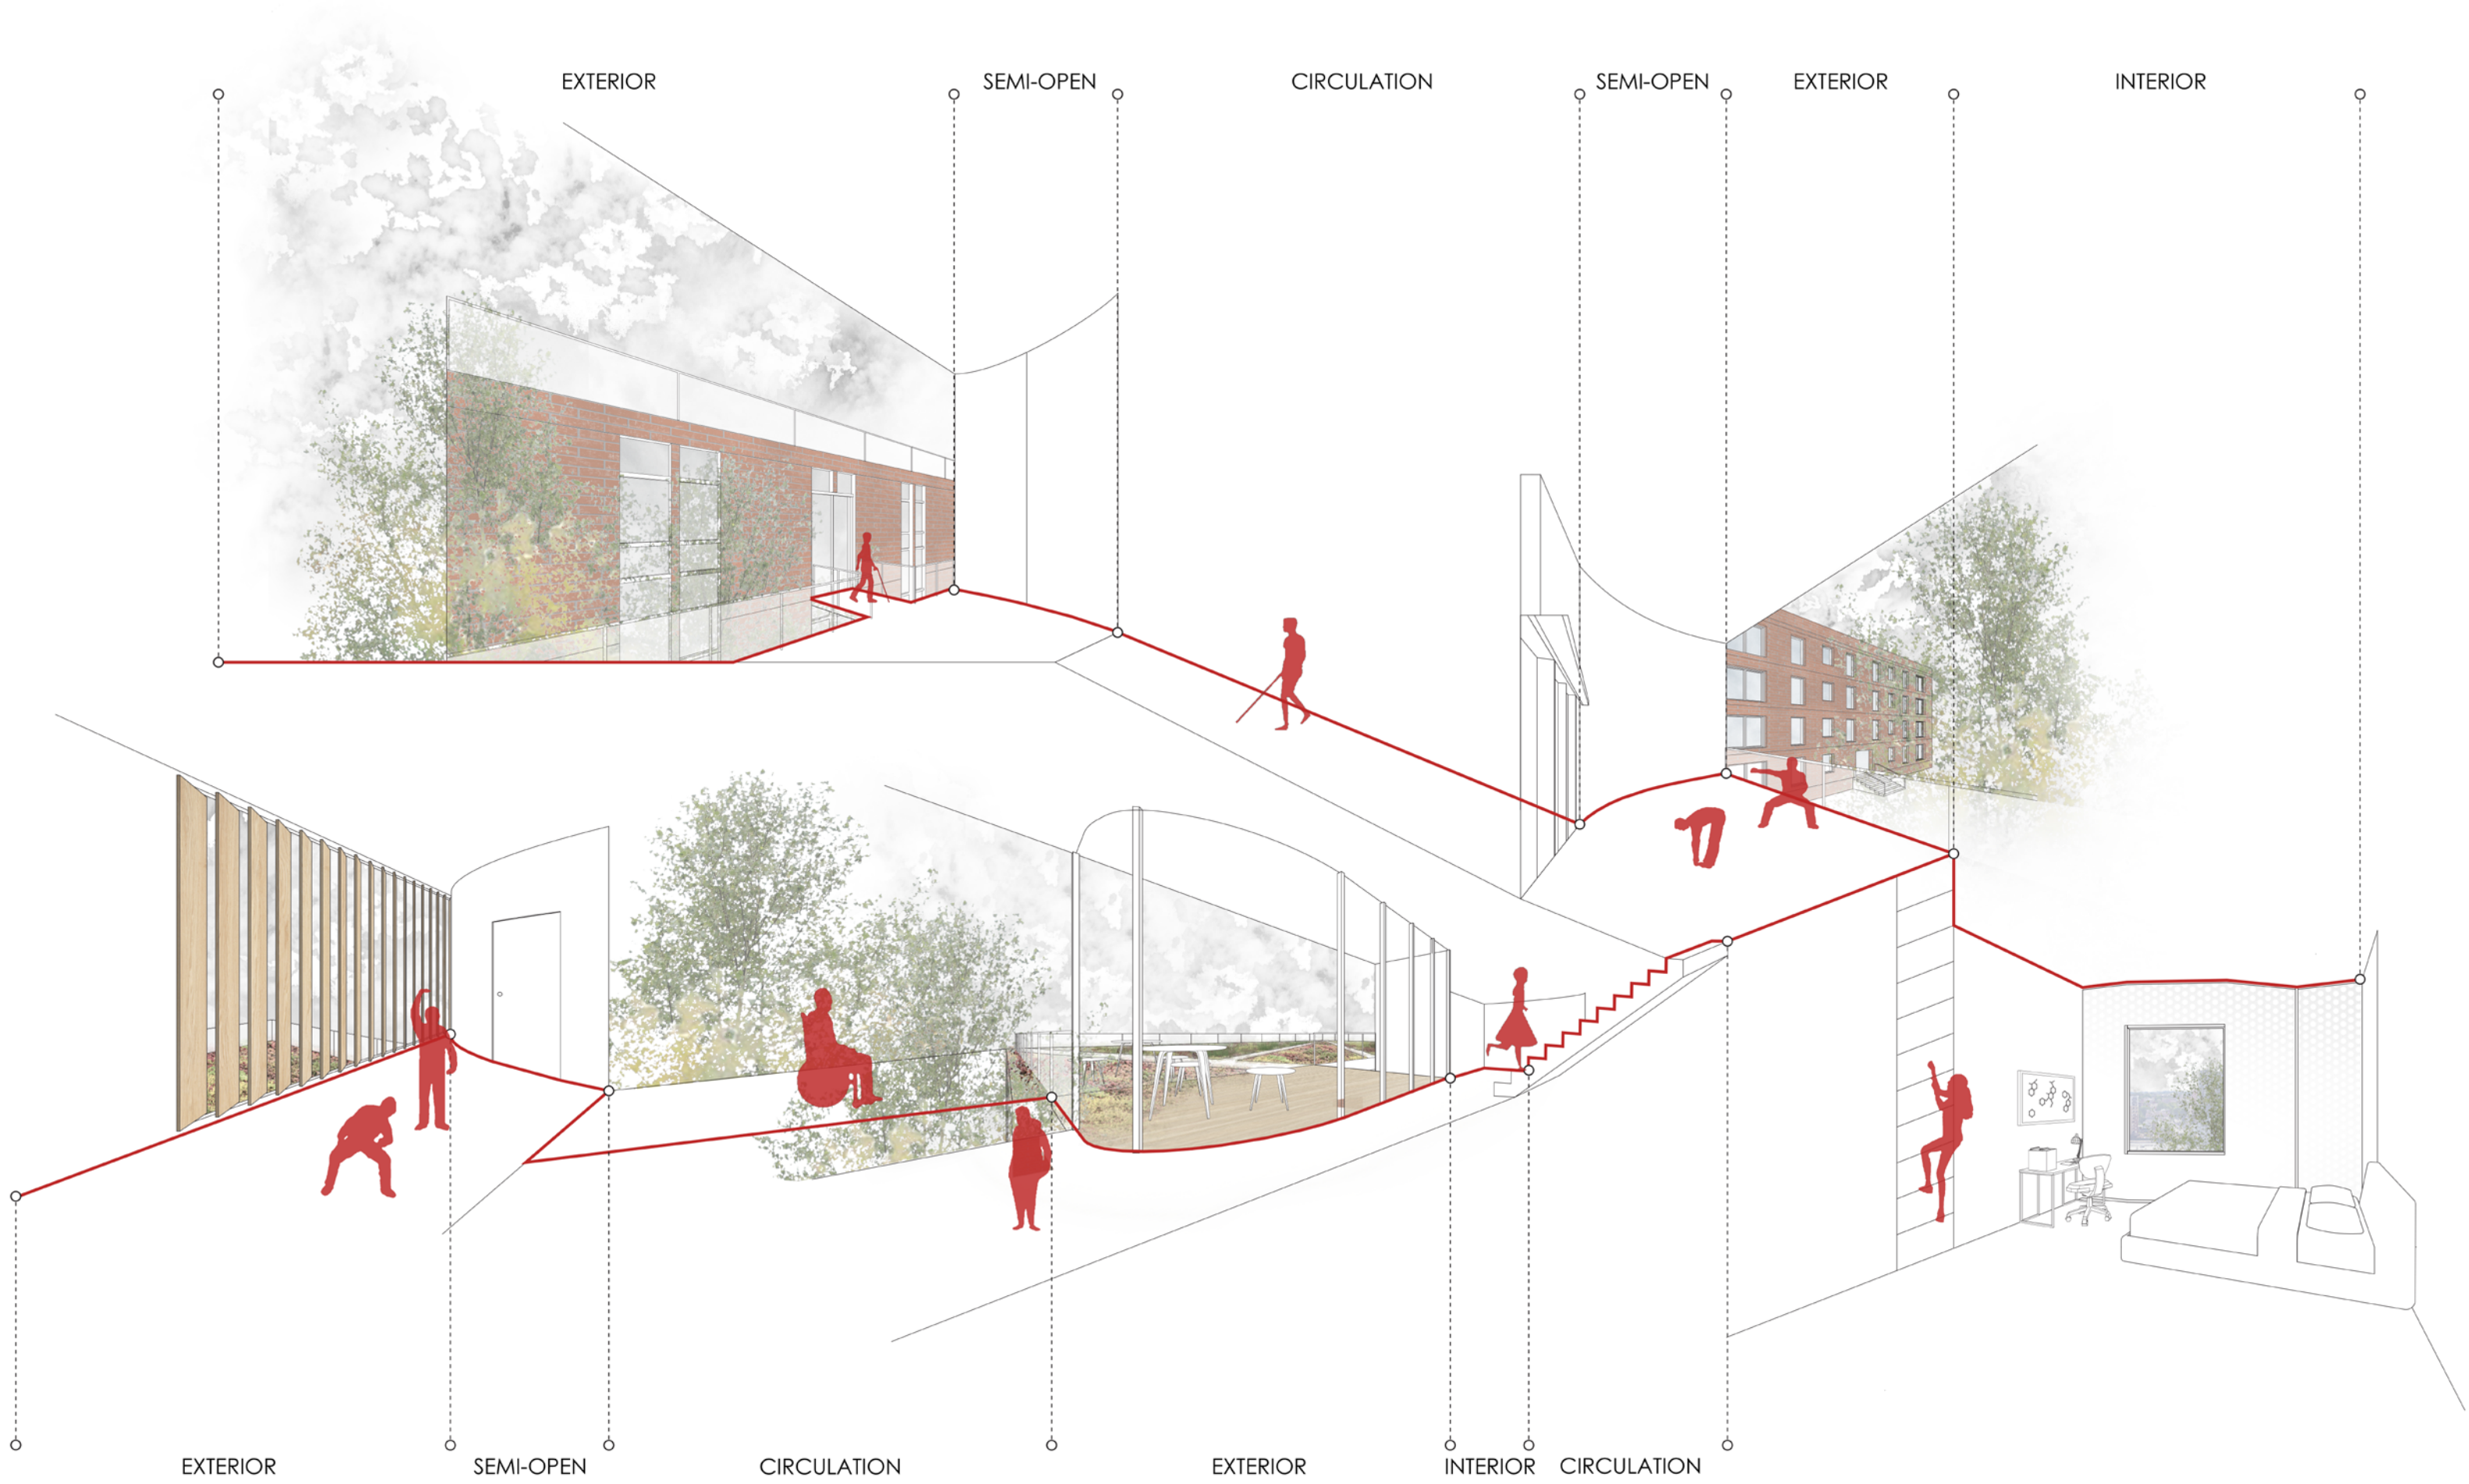 EXTERIOR
SEMI-OPEN
CIRCULATION
SEMI-OPEN
EXTERIOR
INTERIOR
EXTERIOR
SEMI-OPEN
CIRCULATION
EXTERIOR
INTERIOR
CIRCULATION